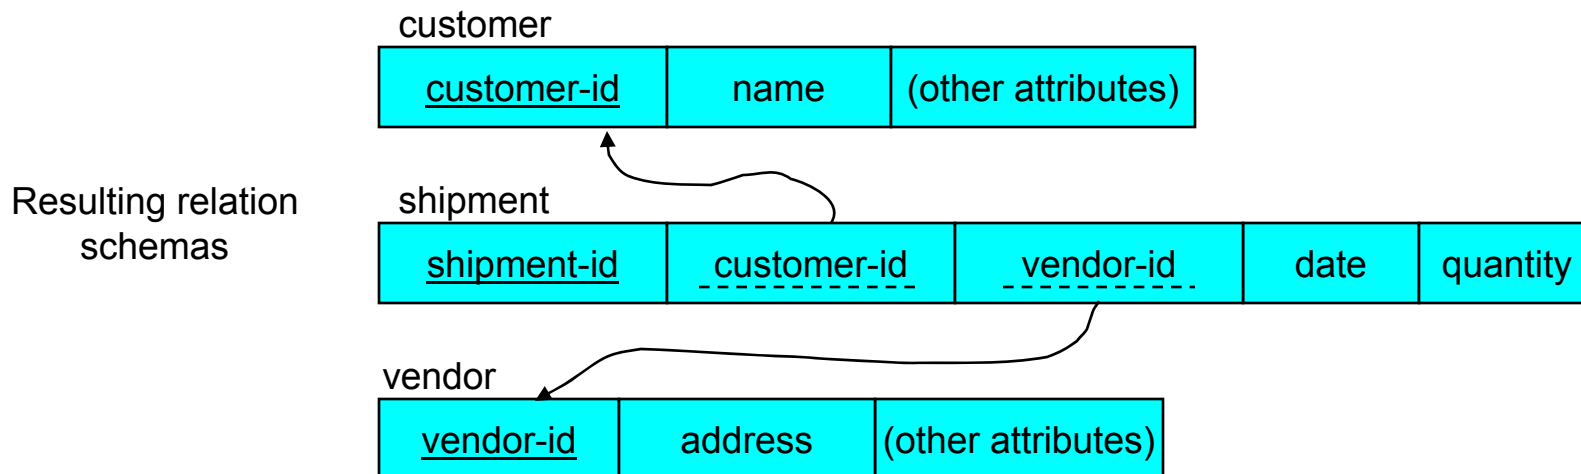 customer
customer-id name (other attributes)
Resulting relation
schemas
shipment
shipment-id customer-id vendor-id date quantity
vendor
vendor-id address (other attributes)